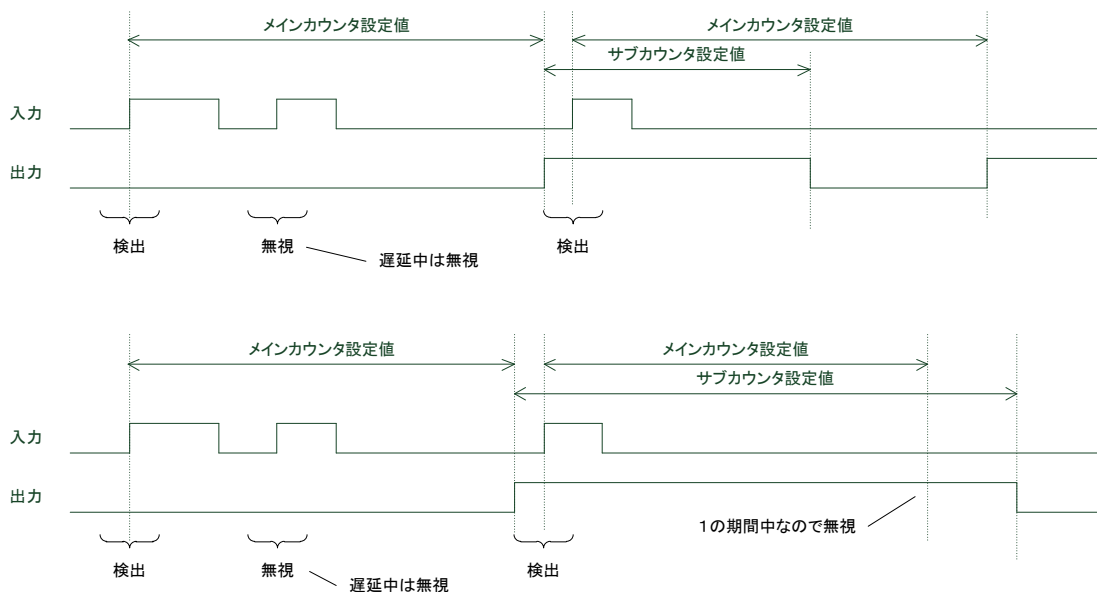 メインカウンタ設定値
メインカウンタ設定値
サブカウンタ設定値
入力
出力
検出
無視
遅延中は無視
検出
メインカウンタ設定値
メインカウンタ設定値
サブカウンタ設定値
入力
出力
1の期間中なので無視
検出
無視
遅延中は無視
検出